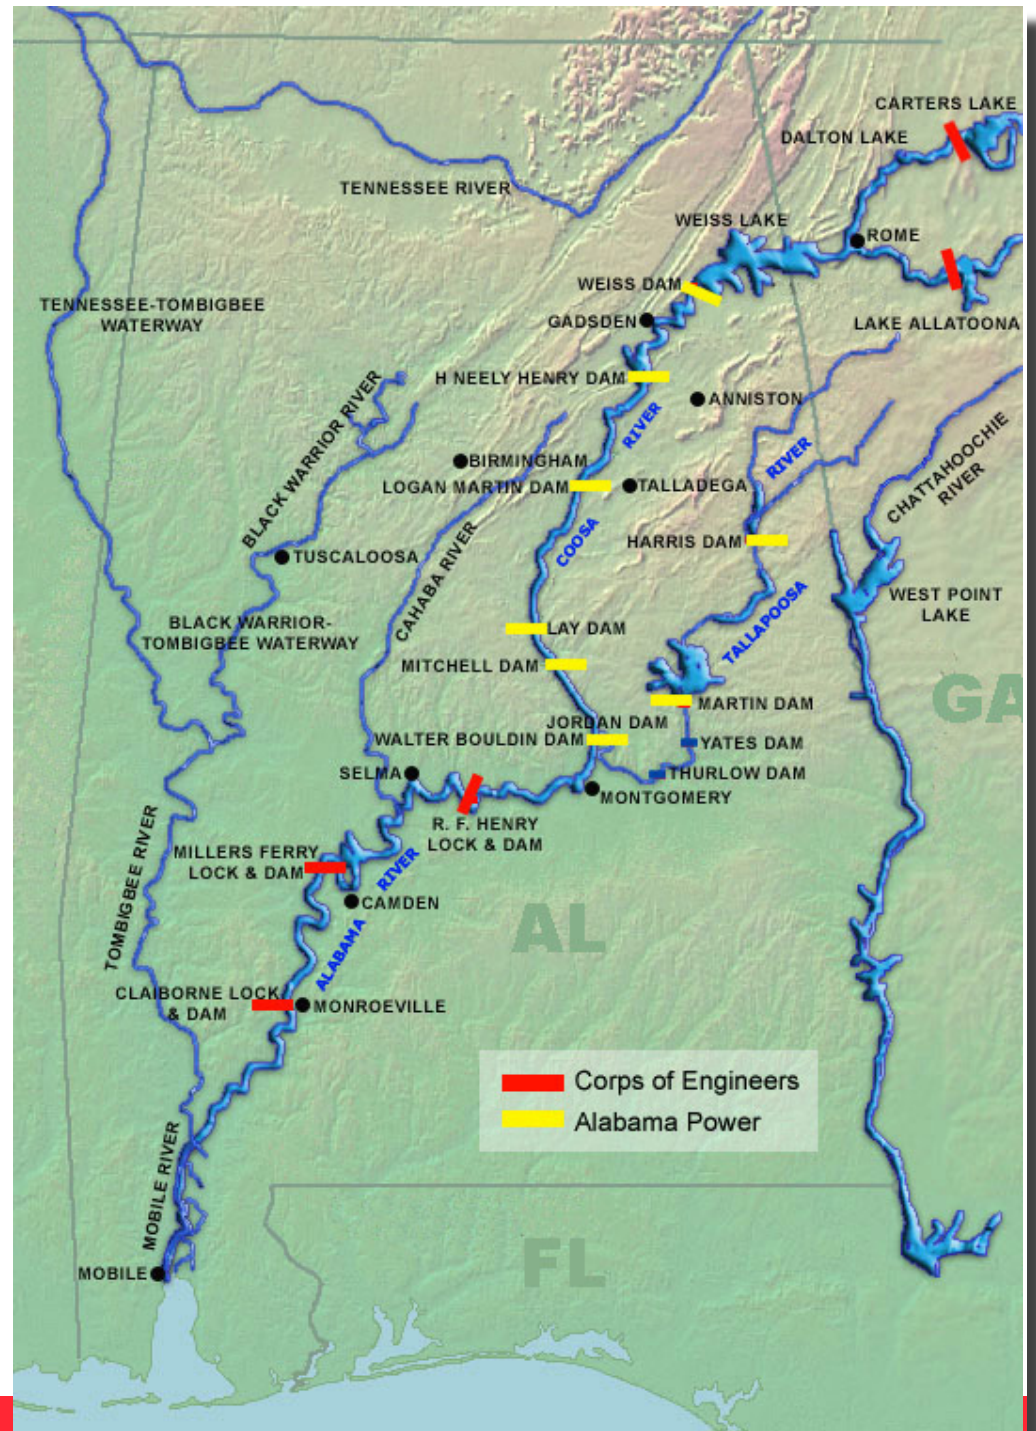 CARTERS LAKE
DALTON LAKE
TENNESSEE RIVER
WEISS LAKE
ROME
WEISS DAM
TENNESSEE-TOMBIGBEE
WATERWAY
GADSDEN
LAKE ALLATOONA
H NEELY HENRY DAM
ANNISTON
BLACK WARRIOR RIVER
RIVER
RIVER
CHATTAHOOCHIE
RIVER
BIRMINGHAM
LOGAN MARTIN DAM
TALLADEGA
COOSA
HARRIS DAM
TUSCALOOSA
CAHABA RIVER
WEST POINT
LAKE
BLACK WARRIOR-
TOMBIGBEE WATERWAY
LAY DAM
TALLAPOOSA
MITCHELL DAM
GA
MARTIN DAM
JORDAN DAM
WALTER BOULDIN DAM
YATES DAM
SELMA
THURLOW DAM
MONTGOMERY
R. F. HENRY
LOCK & DAM
MILLERS FERRY
LOCK & DAM
RIVER
TOMBIGBEE RIVER
CAMDEN
AL
ALABAMA
CLAIBORNE LOCK
& DAM
MONROEVILLE
Corps of Engineers
Alabama Power
MOBILE RIVER
FL
MOBILE